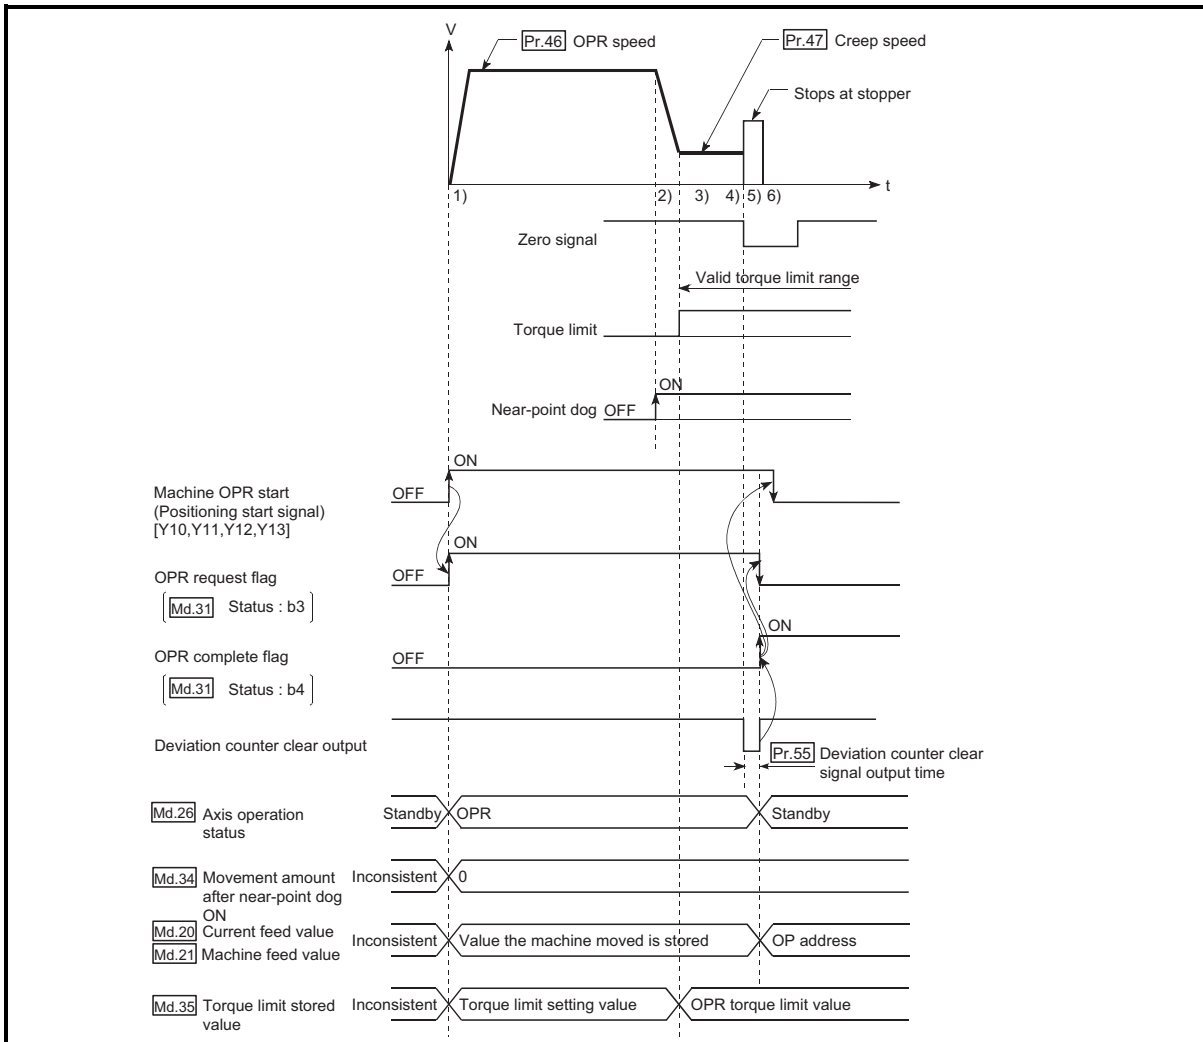 V
Pr.46 OPR speed
Pr.47 Creep speed
Stops at stopper
t
1) 2) 3) 4) 5) 6)
Zero signal
Valid torque limit range
Torque limit
ON
Near-point dog OFF
ON
Machine OPR start
(Positioning start signal)
[Y10,Y11,Y12,Y13]
OFF
ON
OPR request flag
OFF
Md.31 Status : b3
ON
OPR complete flag
OFF
Md.31 Status : b4
Deviation counter clear output
Pr.55 Deviation counter clear
signal output time
Md.26 Axis operation
status
Standby OPR Standby
Md.34 Movement amount
after near-point dog
ON
Inconsistent 0
Md.20 Current feed value
Md.21 Machine feed value
Inconsistent Value the machine moved is stored OP address
Md.35 Torque limit stored
value
Inconsistent Torque limit setting value OPR torque limit value